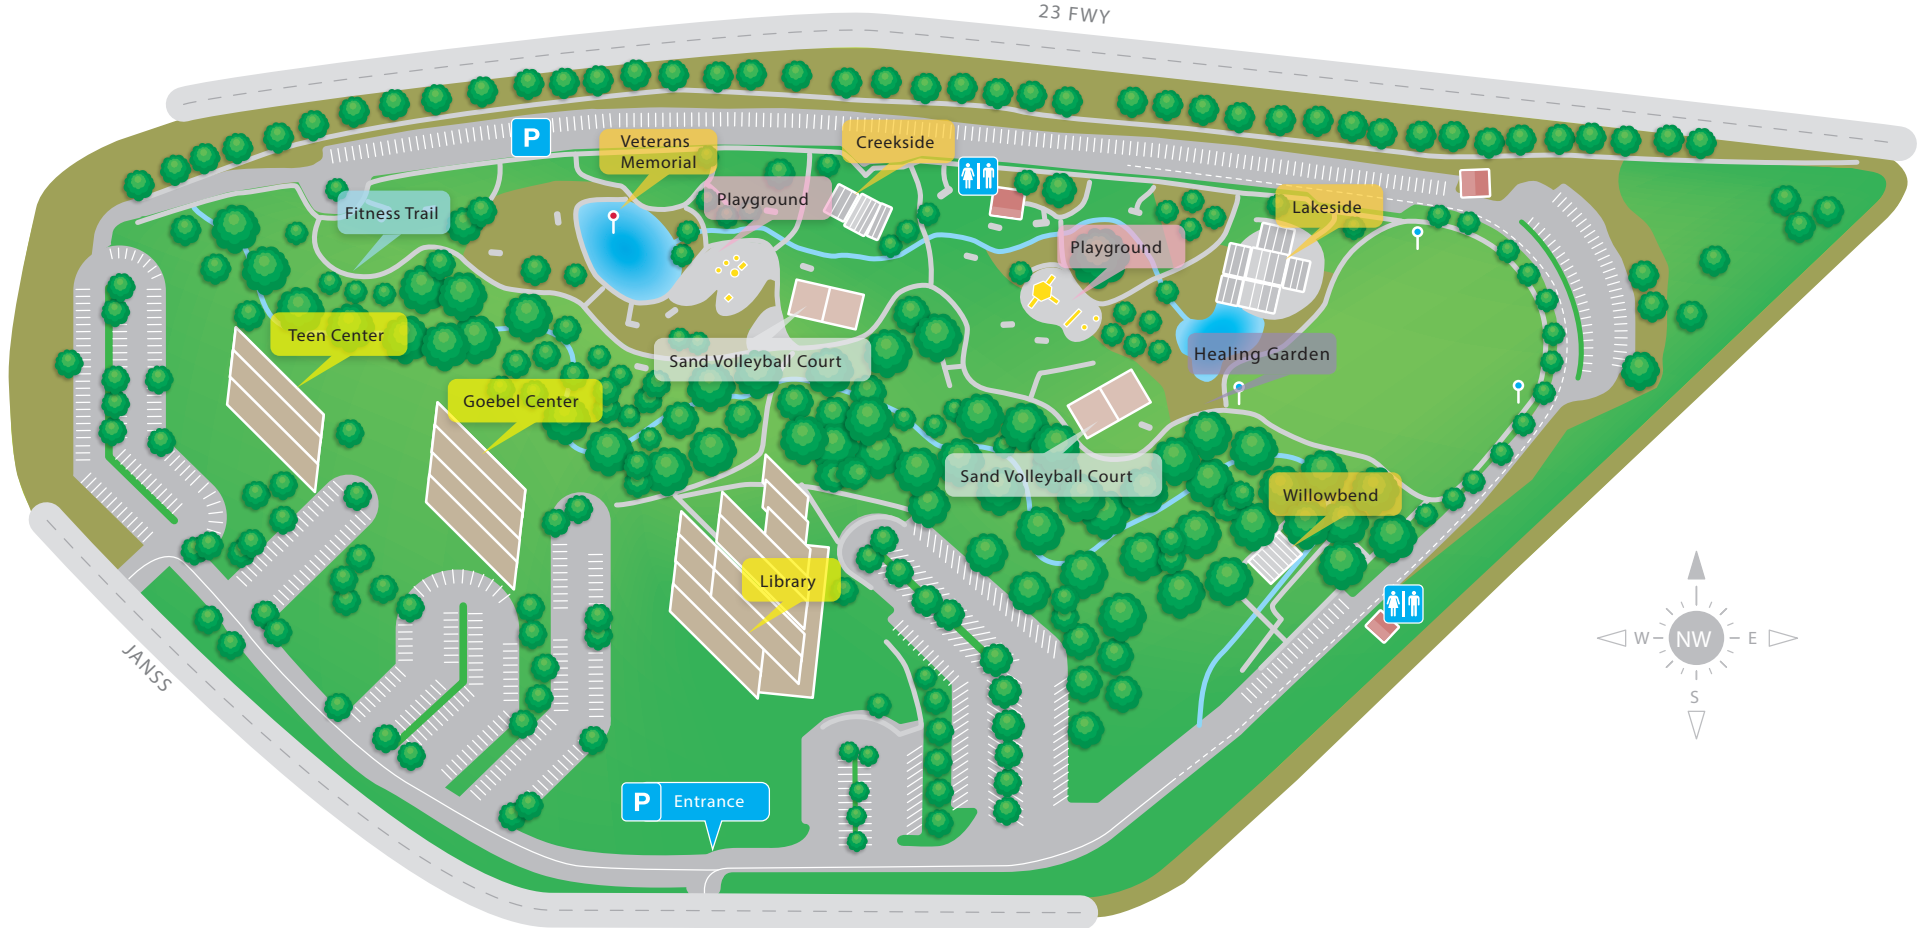 23 FWY
P
Veterans
Memorial
Creekside
Playground
Fitness Trail
Lakeside
Playground
Teen Center
Sand Volleyball Court
Healing Garden
Goebel Center
Sand Volleyball Court
Willowbend
Library
JANSS
P Entrance
W NW E
S